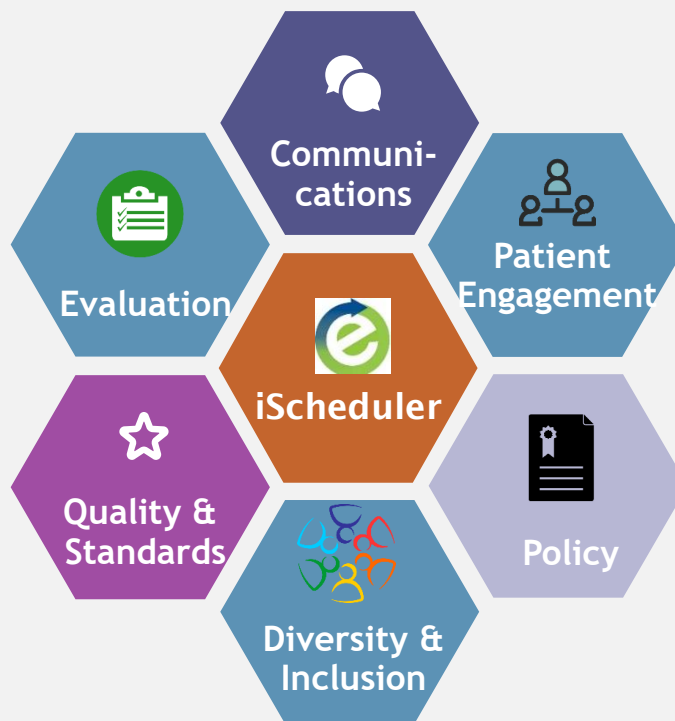 Communi-
cations
Evaluation
Patient
Engagement
e
iScheduler
Quality &
Standards
Policy
Diversity &
Inclusion